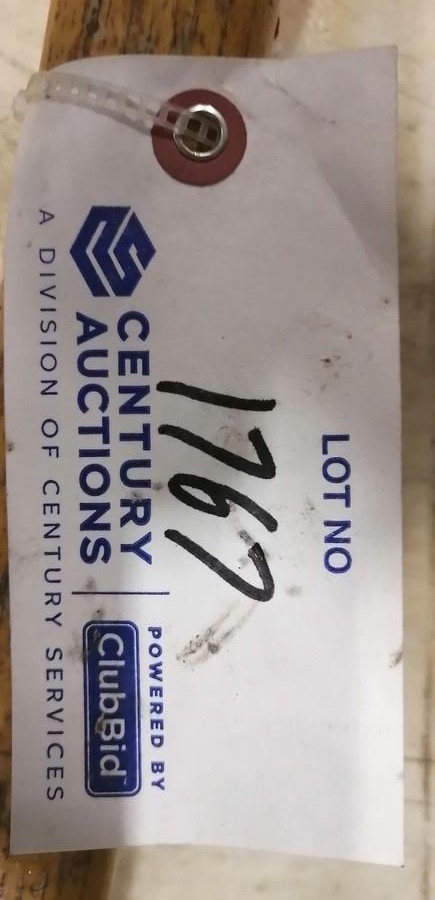 LOT NO
1767
CENTURY
AUCTIONS
POWERED BY
ClubBid
A DIVISION OF CENTURY SERVICES